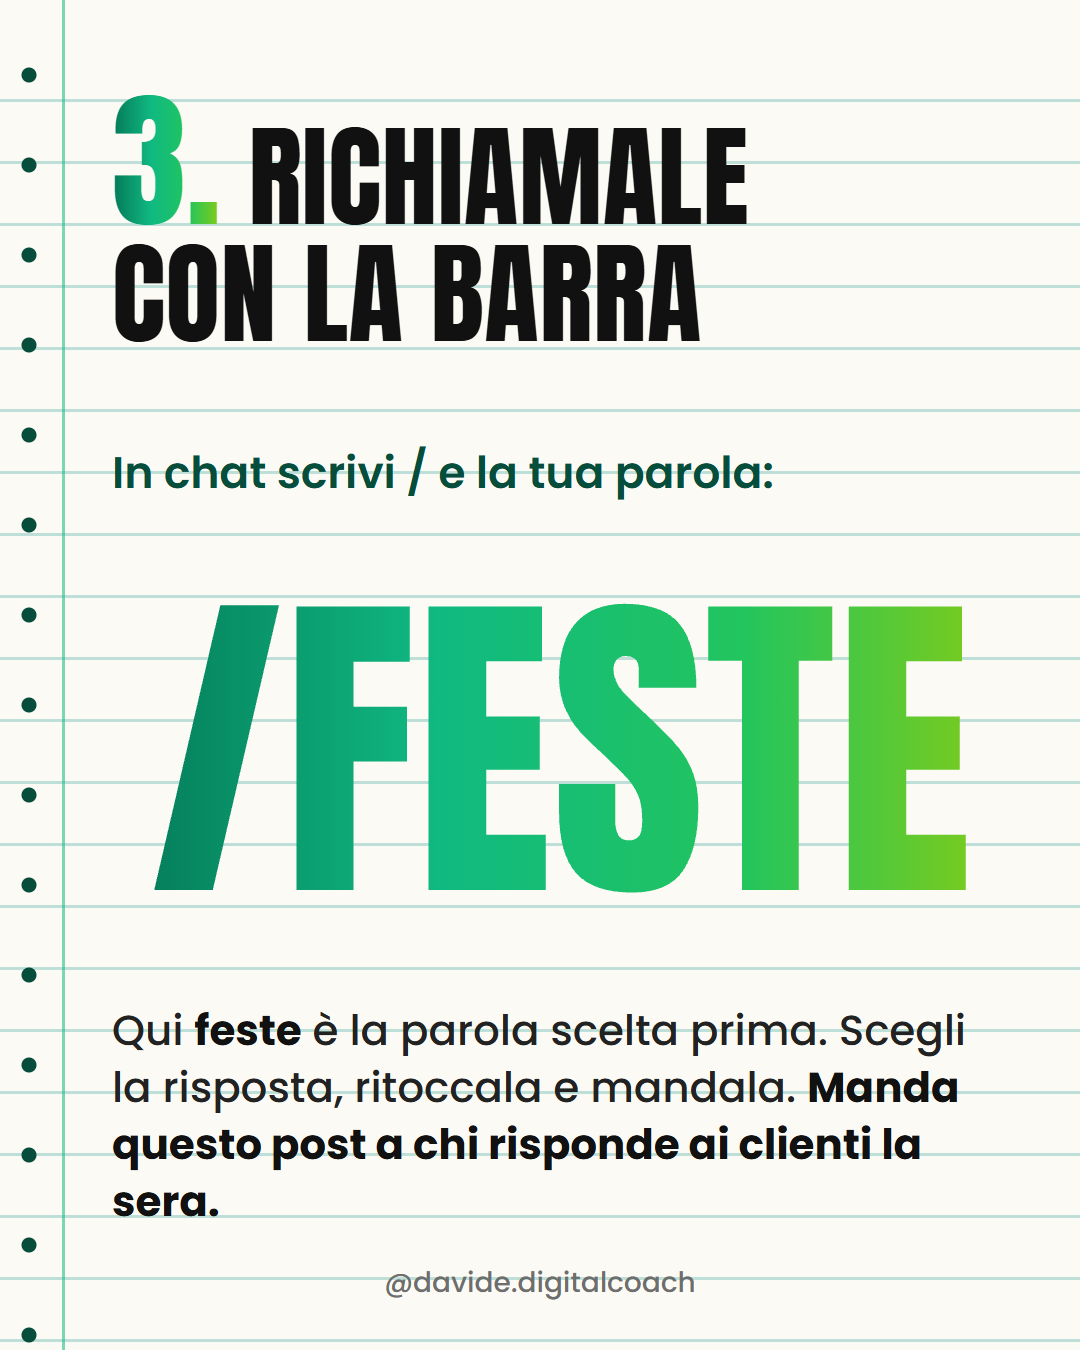 3. RICHIAMALE
CON LA BARRA
In chat scrivi / e la tua parola:
/FESTE
Qui feste è la parola scelta prima. Scegli
la risposta, ritoccala e mandala. Manda
questo post a chi risponde ai clienti la
sera.
@davide.digitalcoach